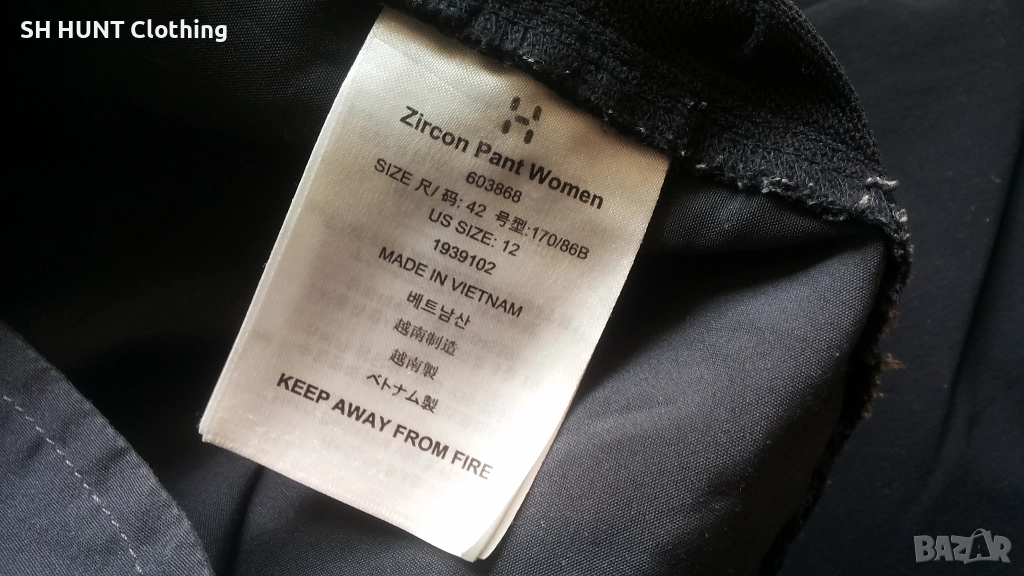 SH HUNT Clothing
Zircon Pant Women
603868
SIZE 尺/ 码: 42 号型:170/86B
US SIZE: 12
1939102
MADE IN VIETNAM
베트남산
越南制造
越南製
ベトナム製
KEEP AWAY FROM FIRE
BAZAR